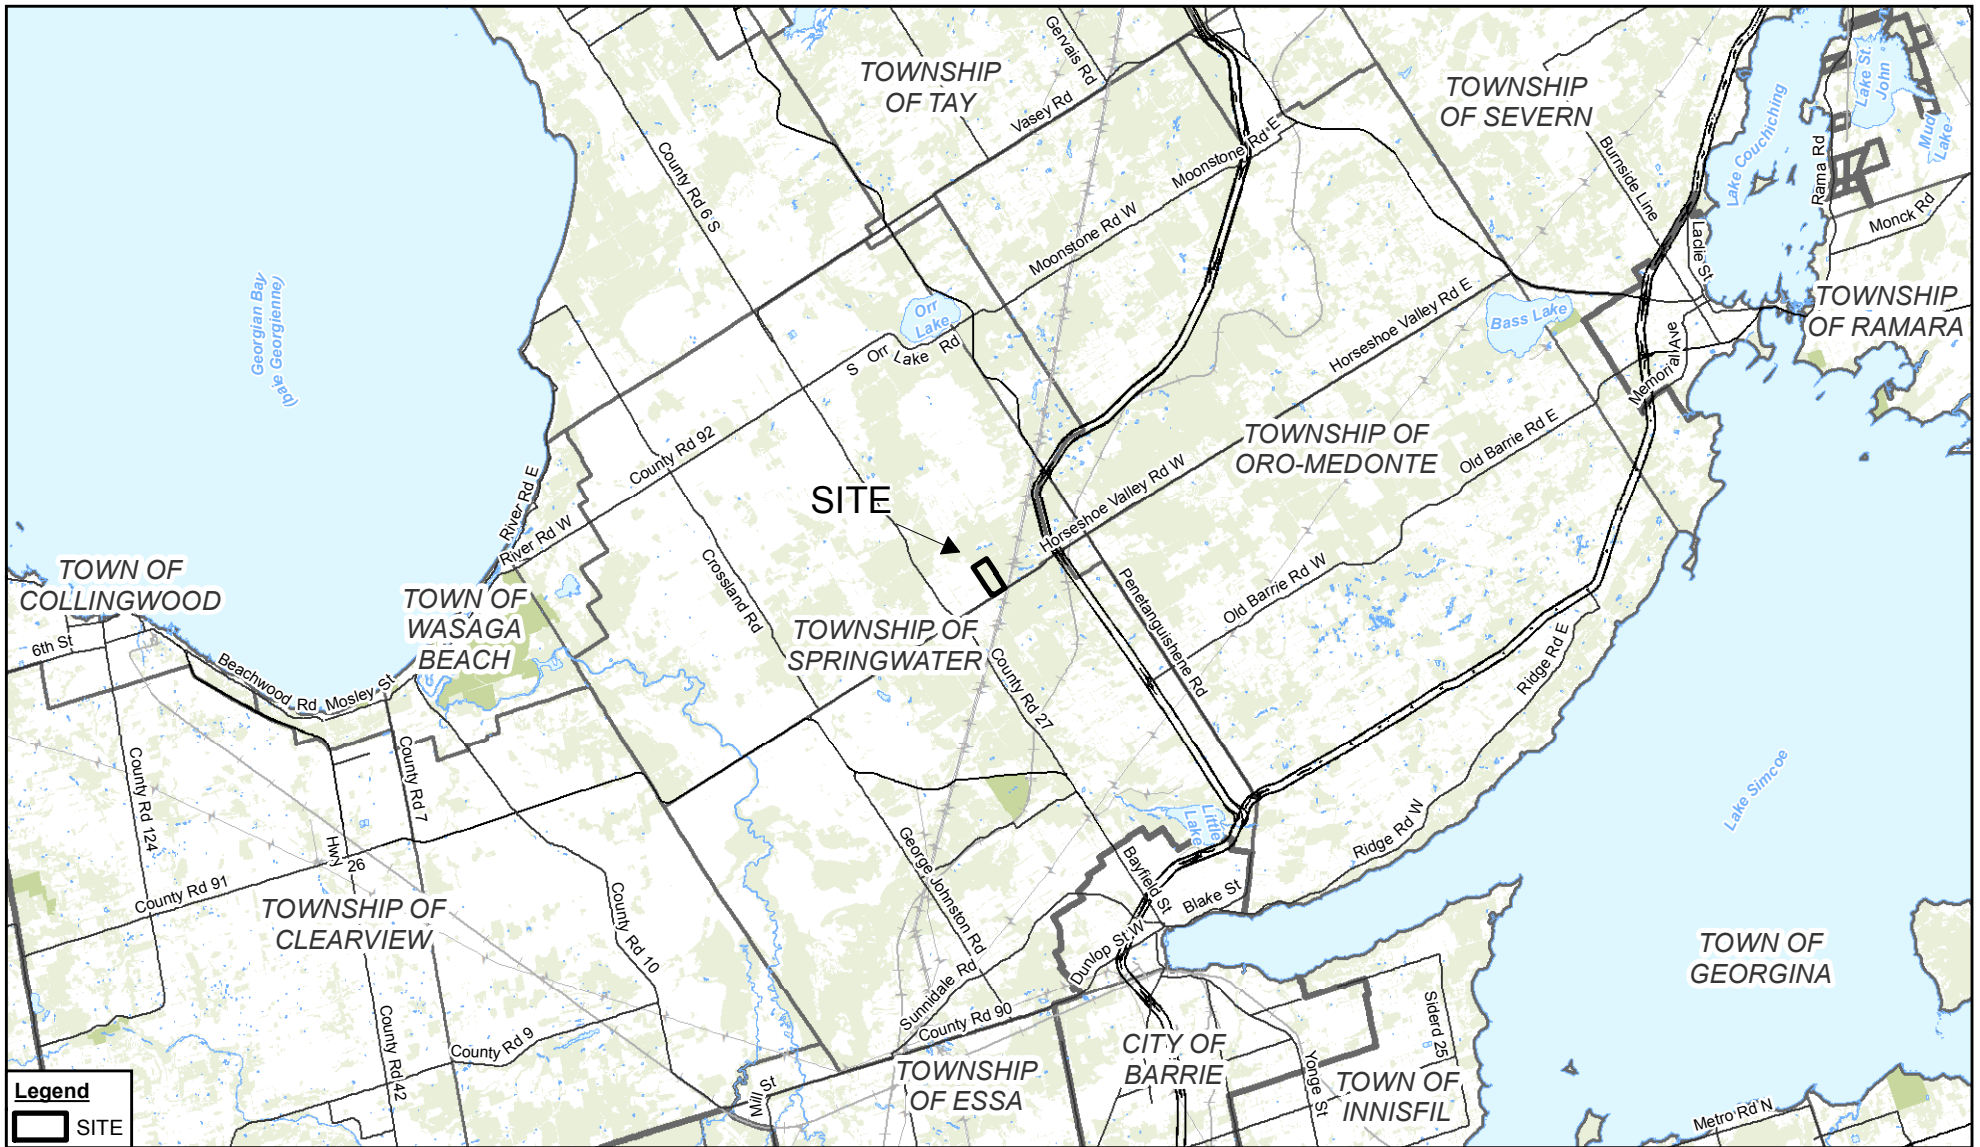 TOWNSHIP
OF TAY
Gervais Rd
Vasey Rd
TOWNSHIP
OF SEVERN
Lake Couchiching
Lake St.
John
Mud
Lake
Rama Rd
Monck Rd
Burnside Line
Laclie St
County Rd 6 S
Moonstone Rd E
Moonstone Rd W
Georgian Bay
(baie Georgienne)
Orr
Lake
S Orr Lake Rd
Horseshoe Valley Rd E
Bass Lake
TOWNSHIP
OF RAMARA
Memorial Ave
County Rd 92
TOWNSHIP OF
ORO-MEDONTE
Old Barrie Rd E
Horseshoe Valley Rd W
SITE
River Rd E
River Rd W
Crossland Rd
TOWN OF
COLLINGWOOD
TOWN OF
WASAGA
BEACH
6th St
Beachwood Rd
Mosley St
TOWNSHIP OF
SPRINGWATER
Penetanguishene Rd
Old Barrie Rd W
Ridge Rd E
County Rd 27
County Rd 124
County Rd 7
Hwy 26
County Rd 91
TOWNSHIP OF
CLEARVIEW
County Rd 10
George Johnston Rd
Little
Lake
Bayfield St
Blake St
Ridge Rd W
Lake Simcoe
Dunlop St W
Sunnidale Rd
County Rd 90
TOWN OF
GEORGINA
County Rd 9
County Rd 42
Mill St
TOWNSHIP
OF ESSA
CITY OF
BARRIE
Yonge St
Siderd 25
TOWN OF
INNISFIL
Metro Rd N
Legend
SITE